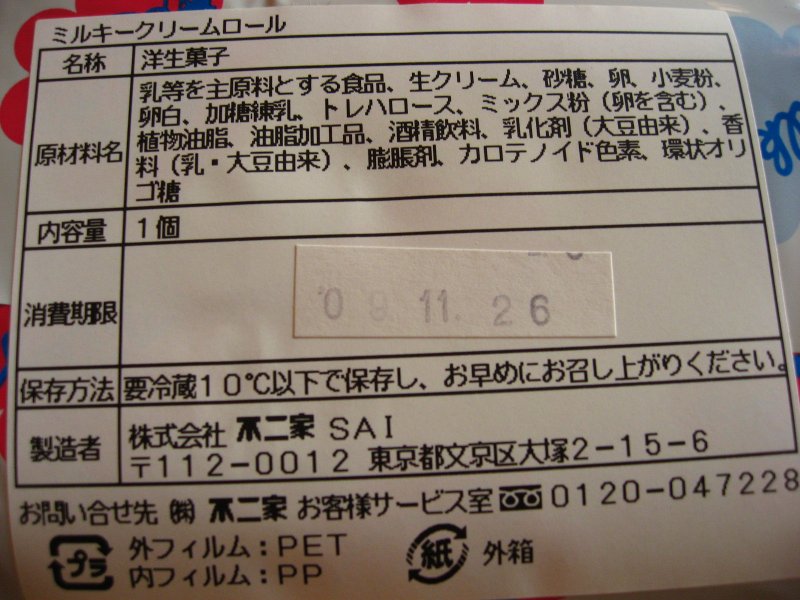 ミルキークリームロール
名称 洋生菓子
原材料名 乳等を主原料とする食品、生クリーム、砂糖、卵、小麦粉、
卵白、加糖練乳、トレハロース、ミックス粉（卵を含む）、
植物油脂、油脂加工品、酒精飲料、乳化剤（大豆由来）、香
料（乳・大豆由来）、膨脹剤、カロテノイド色素、環状オリ
ゴ糖
内容量 1個
消費期限 '09.11.26
保存方法 要冷蔵10℃以下で保存し、お早めにお召し上がりください。
製造者 株式会社 不二家 SAI
〒112-0012 東京都文京区大塚2-15-6
お問い合せ先 ㈱ 不二家 お客様サービス室 0120-047228
プラ 外フィルム：PET
内フィルム：PP
紙 外箱